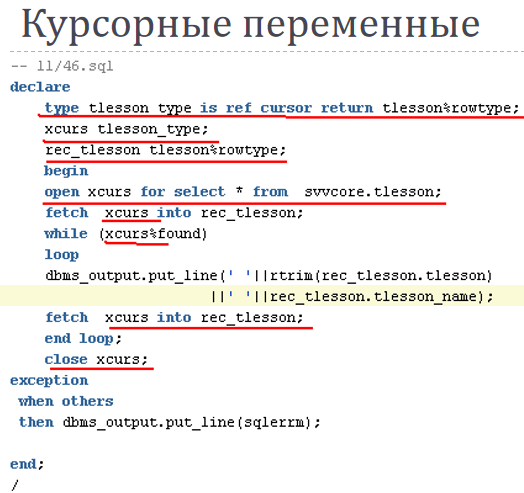 Курсорные переменные
-- 11/46.sql
declare
type tlesson_type is ref cursor return tlesson%rowtype;
xcurs tlesson_type;
rec_tlesson tlesson%rowtype;
begin
open xcurs for select * from svvcore.tlesson;
fetch xcurs into rec_tlesson;
while (xcurs%found)
loop
dbms_output.put_line(' '||rtrim(rec_tlesson.tlesson)
||' '||rec_tlesson.tlesson_name);
fetch xcurs into rec_tlesson;
end loop;
close xcurs;
exception
when others
then dbms_output.put_line(sqlerrm);
end;
/